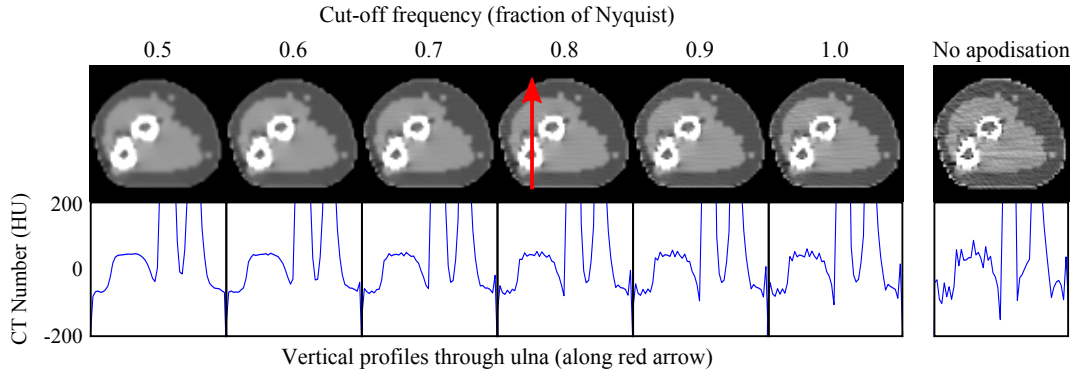 Cut-off frequency (fraction of Nyquist)
0.5 0.6 0.7 0.8 0.9 1.0 No apodisation
200
0
-200
CT Number (HU)
Vertical profiles through ulna (along red arrow)